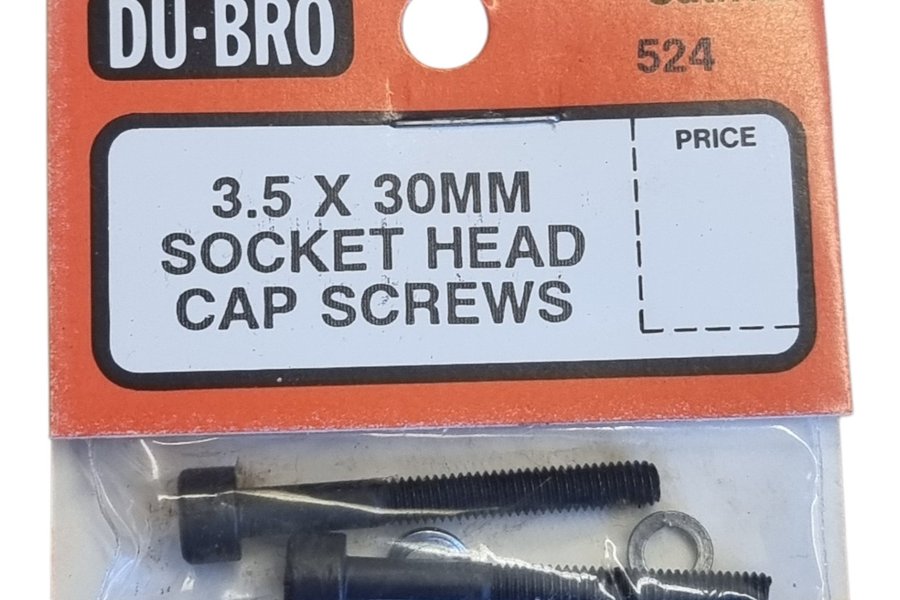 DU-BRO
524
PRICE
3.5 X 30MM
SOCKET HEAD
CAP SCREWS